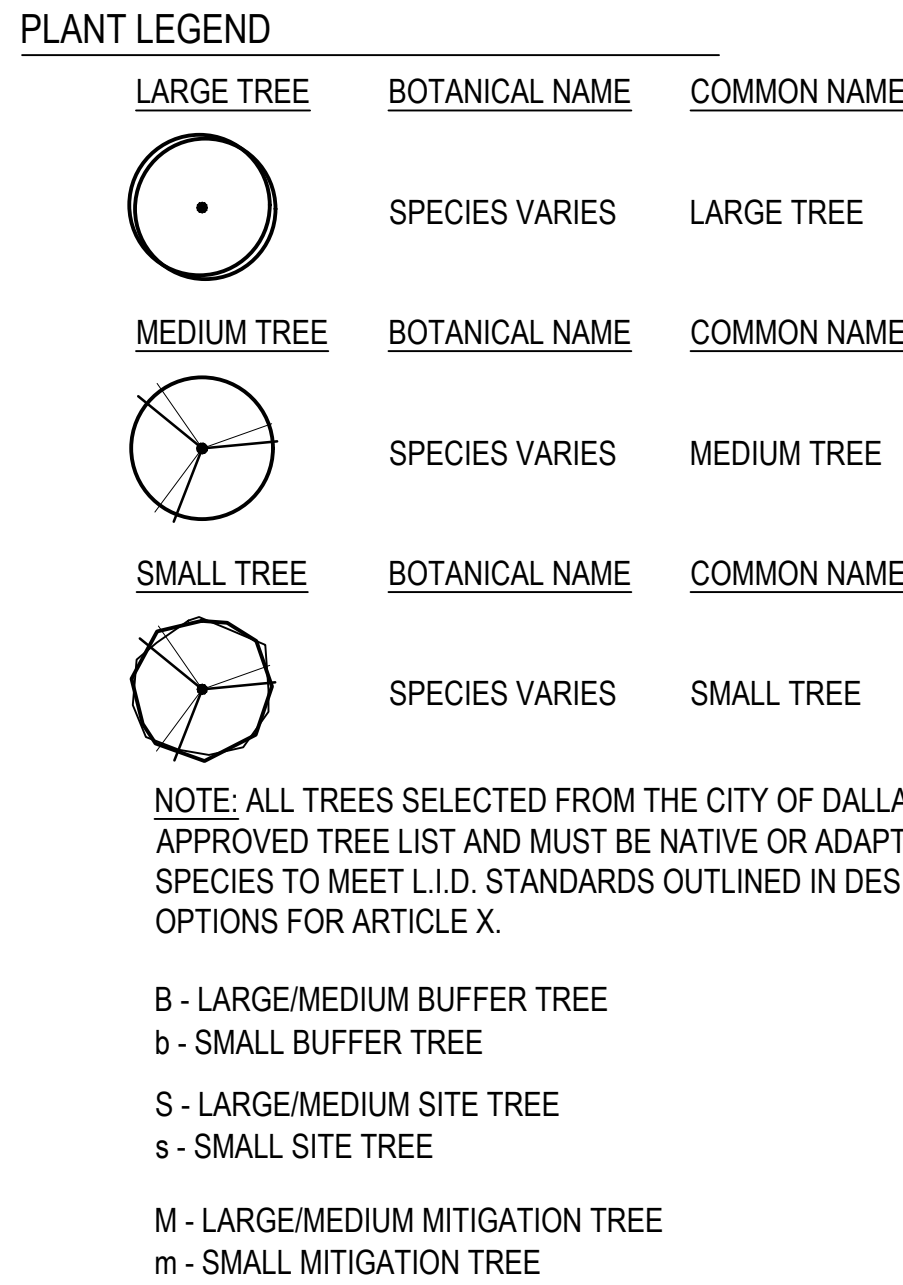 PLANT LEGEND
LARGE TREE BOTANICAL NAME COMMON NAME
SPECIES VARIES LARGE TREE
MEDIUM TREE BOTANICAL NAME COMMON NAME
SPECIES VARIES MEDIUM TREE
SMALL TREE BOTANICAL NAME COMMON NAME
SPECIES VARIES SMALL TREE
NOTE: ALL TREES SELECTED FROM THE CITY OF DALLA
APPROVED TREE LIST AND MUST BE NATIVE OR ADAPT
SPECIES TO MEET L.I.D. STANDARDS OUTLINED IN DES
OPTIONS FOR ARTICLE X.
B - LARGE/MEDIUM BUFFER TREE
b - SMALL BUFFER TREE
S - LARGE/MEDIUM SITE TREE
s - SMALL SITE TREE
M - LARGE/MEDIUM MITIGATION TREE
m - SMALL MITIGATION TREE